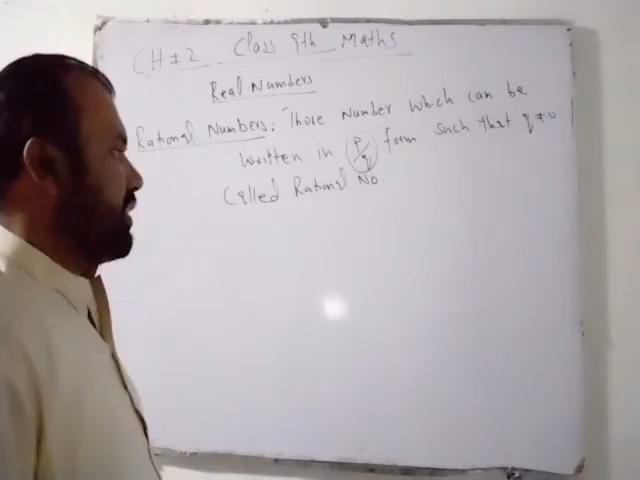 CH # 2 Class 9th Maths
Real Numbers
Rational Numbers: Those Number which can be
written in p/q form such that q ≠ 0
Called Rational No.